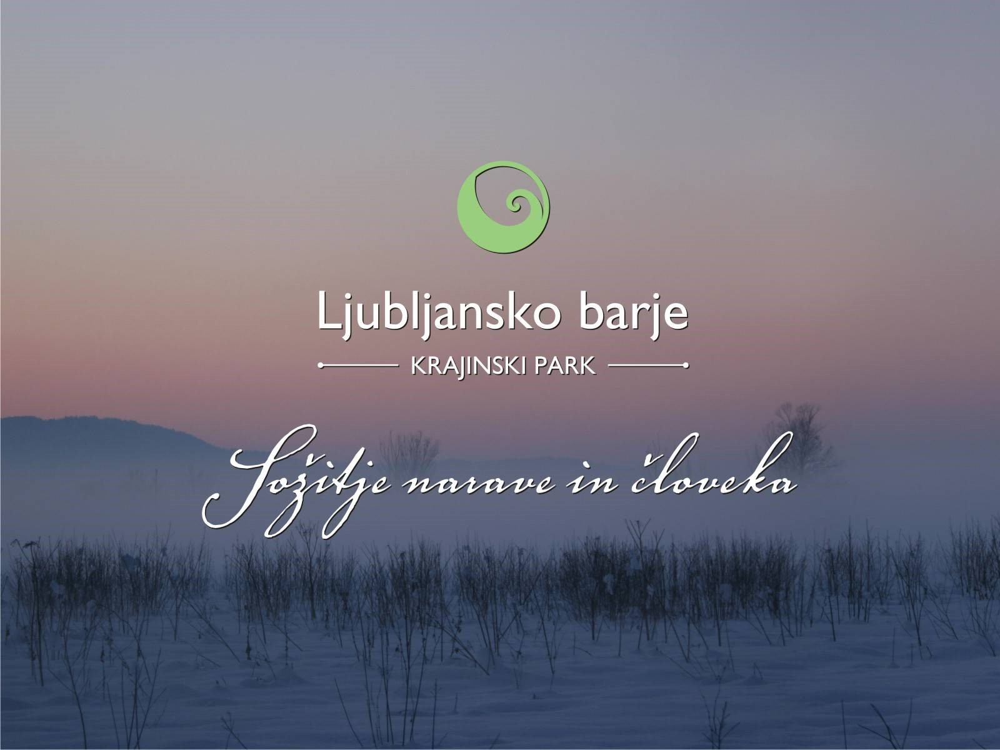 Ljubljansko barje
KRAJINSKI PARK
Sožitje narave in človeka